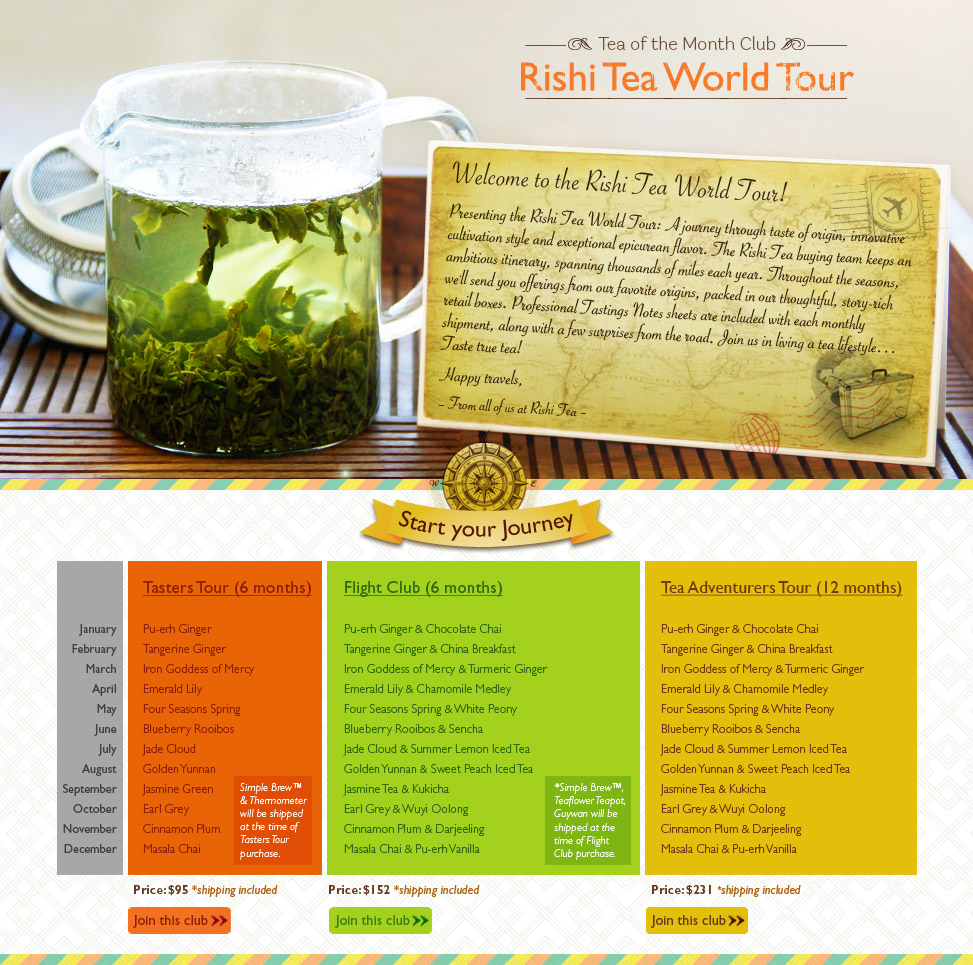 Tea of the Month Club
Rishi Tea World Tour
Welcome to the Rishi Tea World Tour!
Presenting the Rishi Tea World Tour: A journey through taste of origin, innovative
cultivation style and exceptional epicurean flavor. The Rishi Tea buying team keeps an
ambitious itinerary, spanning thousands of miles each year. Throughout the seasons,
we'll send you offerings from our favorite origins, packed in our thoughtful, story-rich
retail boxes. Professional Tastings Notes sheets are included with each monthly
shipment, along with a few surprises from the road. Join us in living a tea lifestyle...
Taste true tea!
Happy travels,
- From all of us at Rishi Tea -
W E
Start your Journey
Tasters Tour (6 months) Flight Club (6 months) Tea Adventurers Tour (12 months)
January Pu-erh Ginger Pu-erh Ginger & Chocolate Chai Pu-erh Ginger & Chocolate Chai
February Tangerine Ginger Tangerine Ginger & China Breakfast Tangerine Ginger & China Breakfast
March Iron Goddess of Mercy Iron Goddess of Mercy & Turmeric Ginger Iron Goddess of Mercy & Turmeric Ginger
April Emerald Lily Emerald Lily & Chamomile Medley Emerald Lily & Chamomile Medley
May Four Seasons Spring Four Seasons Spring & White Peony Four Seasons Spring & White Peony
June Blueberry Rooibos Blueberry Rooibos & Sencha Blueberry Rooibos & Sencha
July Jade Cloud Jade Cloud & Summer Lemon Iced Tea Jade Cloud & Summer Lemon Iced Tea
August Golden Yunnan Golden Yunnan & Sweet Peach Iced Tea Golden Yunnan & Sweet Peach Iced Tea
September Jasmine Green Jasmine Tea & Kukicha Jasmine Tea & Kukicha
October Earl Grey Earl Grey & Wuyi Oolong Earl Grey & Wuyi Oolong
November Cinnamon Plum Cinnamon Plum & Darjeeling Cinnamon Plum & Darjeeling
December Masala Chai Masala Chai & Pu-erh Vanilla Masala Chai & Pu-erh Vanilla
Simple Brew™
& Thermometer
will be shipped
at the time of
Tasters Tour
purchase.
*Simple Brew™,
Teaflower Teapot,
Guywan will be
shipped at the
time of Flight
Club purchase.
Price: $95 *shipping included Price: $152 *shipping included Price: $231 *shipping included
Join this club Join this club Join this club